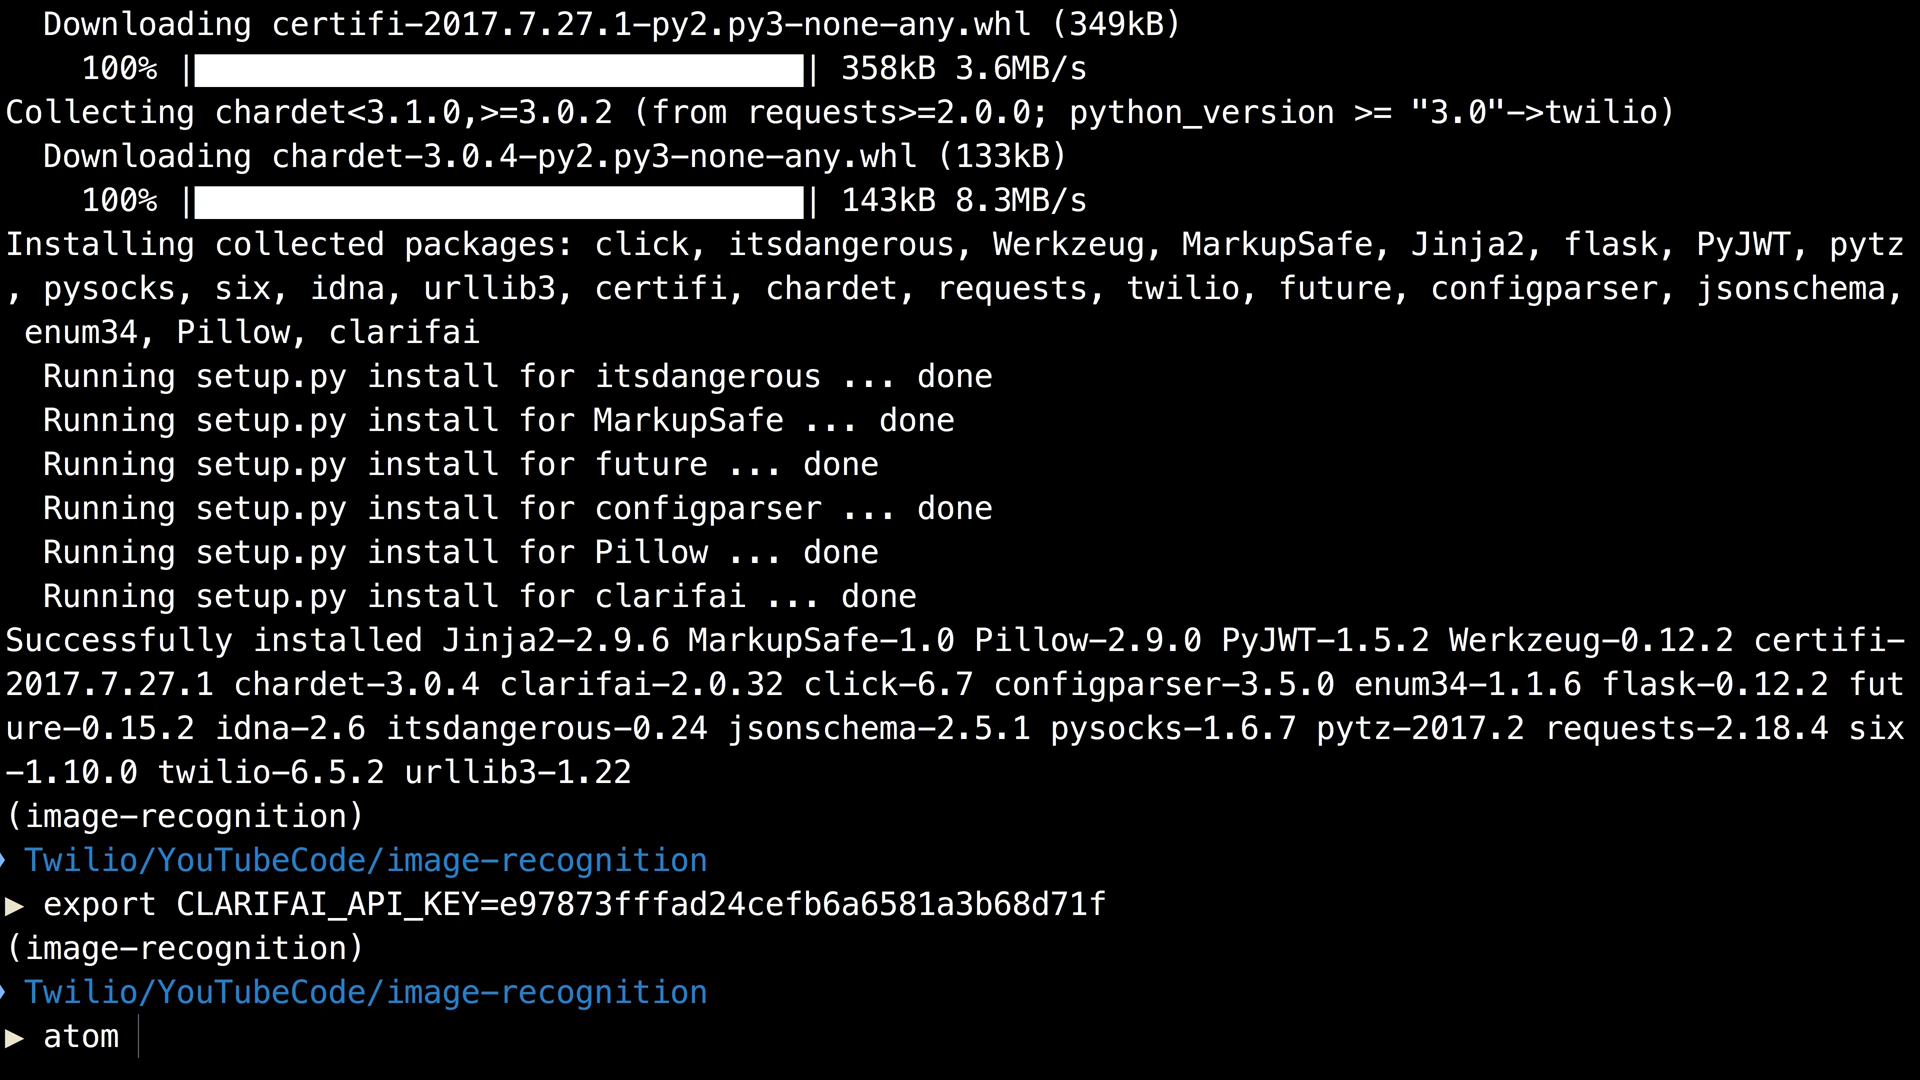 Downloading certifi-2017.7.27.1-py2.py3-none-any.whl (349kB)
100% || 358kB 3.6MB/s
Collecting chardet<3.1.0,>=3.0.2 (from requests>=2.0.0; python_version >= "3.0"->twilio)
Downloading chardet-3.0.4-py2.py3-none-any.whl (133kB)
100% || 143kB 8.3MB/s
Installing collected packages: click, itsdangerous, Werkzeug, MarkupSafe, Jinja2, flask, PyJWT, pytz
, pysocks, six, idna, urllib3, certifi, chardet, requests, twilio, future, configparser, jsonschema,
enum34, Pillow, clarifai
Running setup.py install for itsdangerous ... done
Running setup.py install for MarkupSafe ... done
Running setup.py install for future ... done
Running setup.py install for configparser ... done
Running setup.py install for Pillow ... done
Running setup.py install for clarifai ... done
Successfully installed Jinja2-2.9.6 MarkupSafe-1.0 Pillow-2.9.0 PyJWT-1.5.2 Werkzeug-0.12.2 certifi-
2017.7.27.1 chardet-3.0.4 clarifai-2.0.32 click-6.7 configparser-3.5.0 enum34-1.1.6 flask-0.12.2 fut
ure-0.15.2 idna-2.6 itsdangerous-0.24 jsonschema-2.5.1 pysocks-1.6.7 pytz-2017.2 requests-2.18.4 six
-1.10.0 twilio-6.5.2 urllib3-1.22
(image-recognition)
Twilio/YouTubeCode/image-recognition
▶ export CLARIFAI_API_KEY=e97873fffad24cefb6a6581a3b68d71f
(image-recognition)
Twilio/YouTubeCode/image-recognition
▶ atom